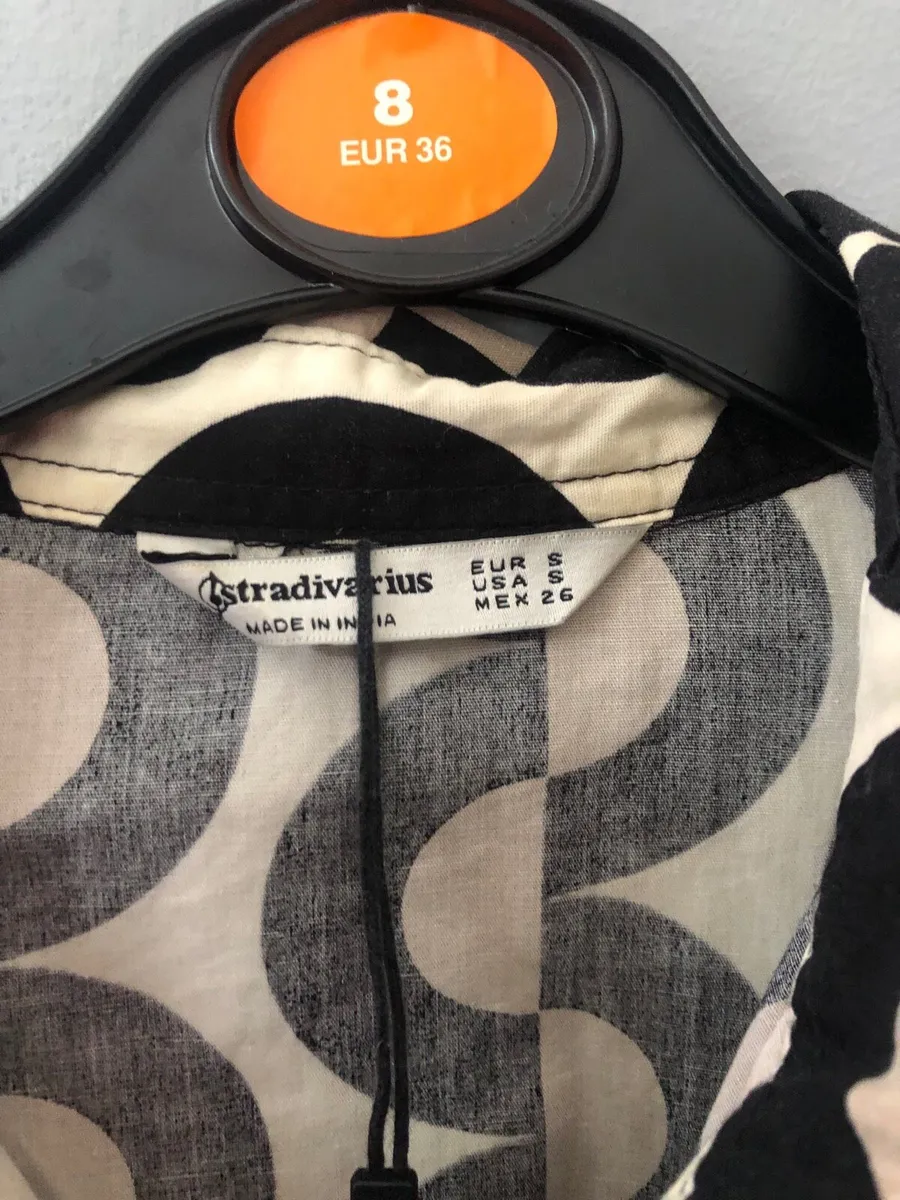 8
EUR 36
stradivarius
MADE IN INDIA
EUR S
USA S
MEX 26